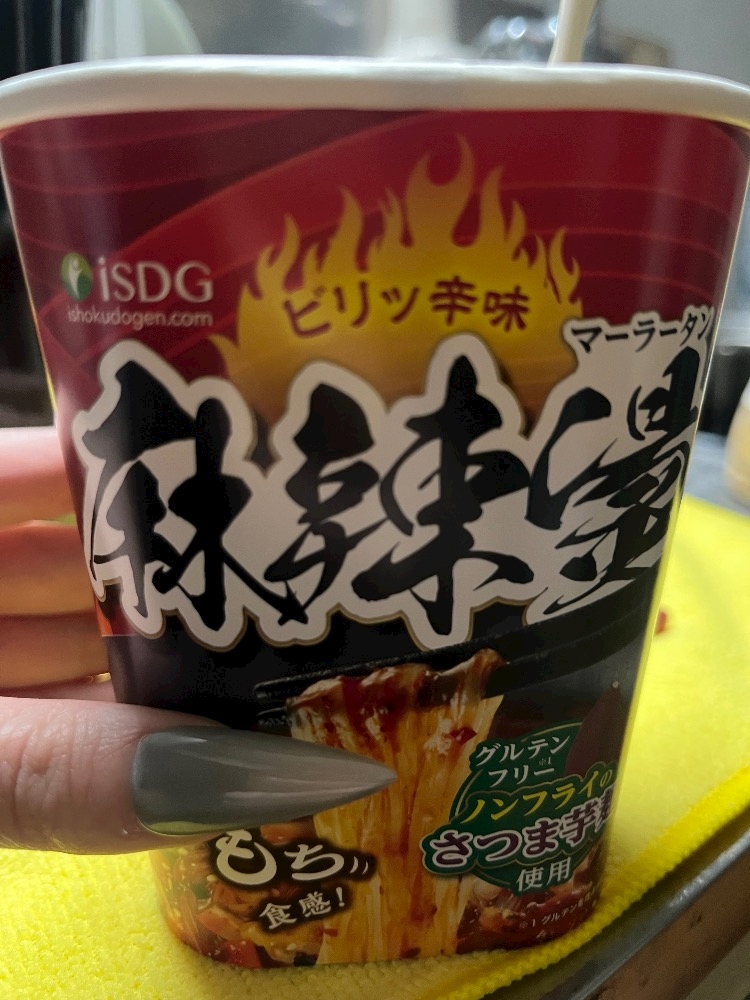 iSDG
ishokudogen.com
ビリッ辛味
マーラータン
麻辣湯
グルテン
フリー※1
ノンフライの
さつま芋麺
使用
もち
食感!